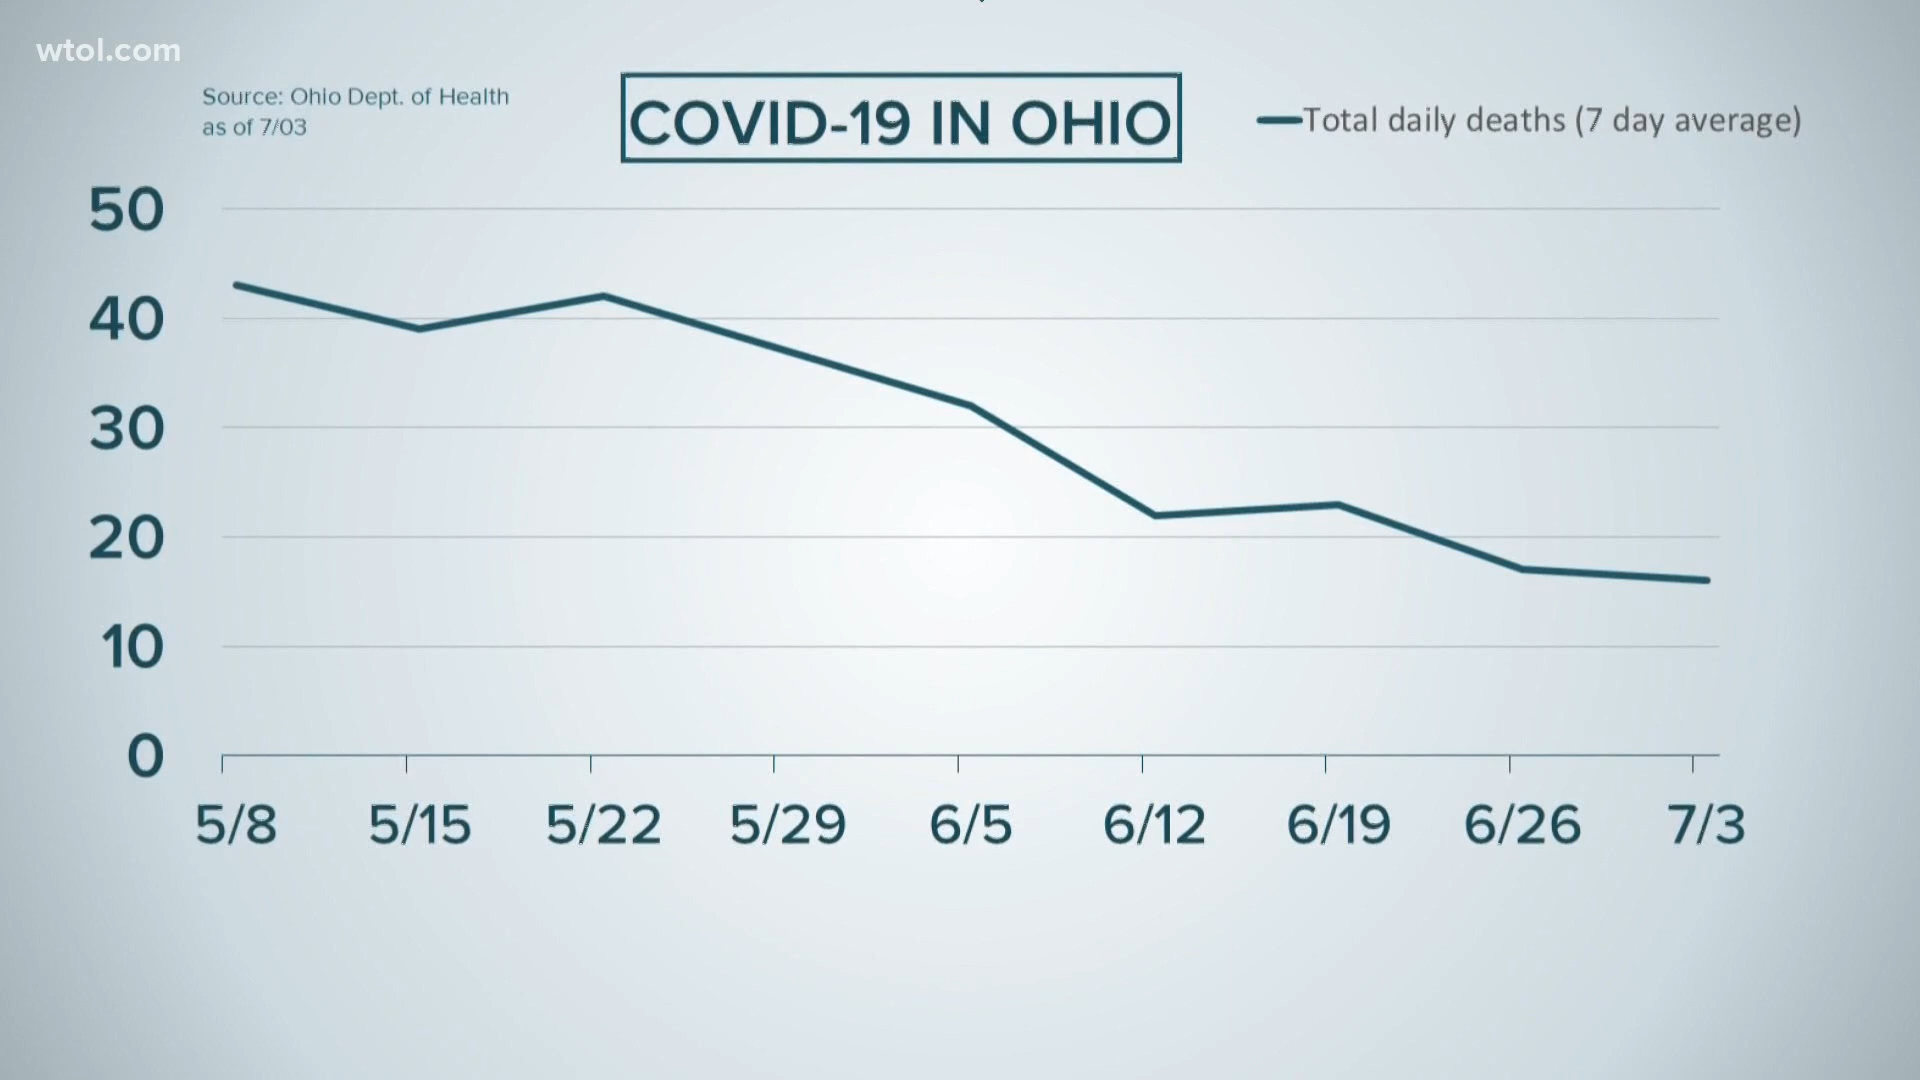 wtol.com
Source: Ohio Dept. of Health
as of 7/03
COVID-19 IN OHIO
Total daily deaths (7 day average)
50
40
30
20
10
0
5/8 5/15 5/22 5/29 6/5 6/12 6/19 6/26 7/3